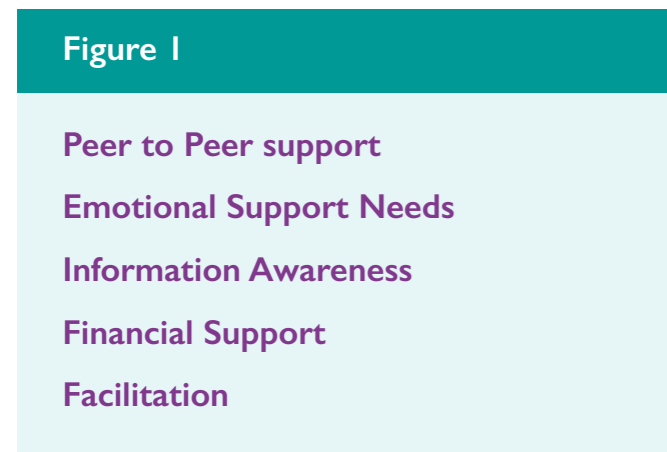 Figure 1
Peer to Peer support
Emotional Support Needs
Information Awareness
Financial Support
Facilitation